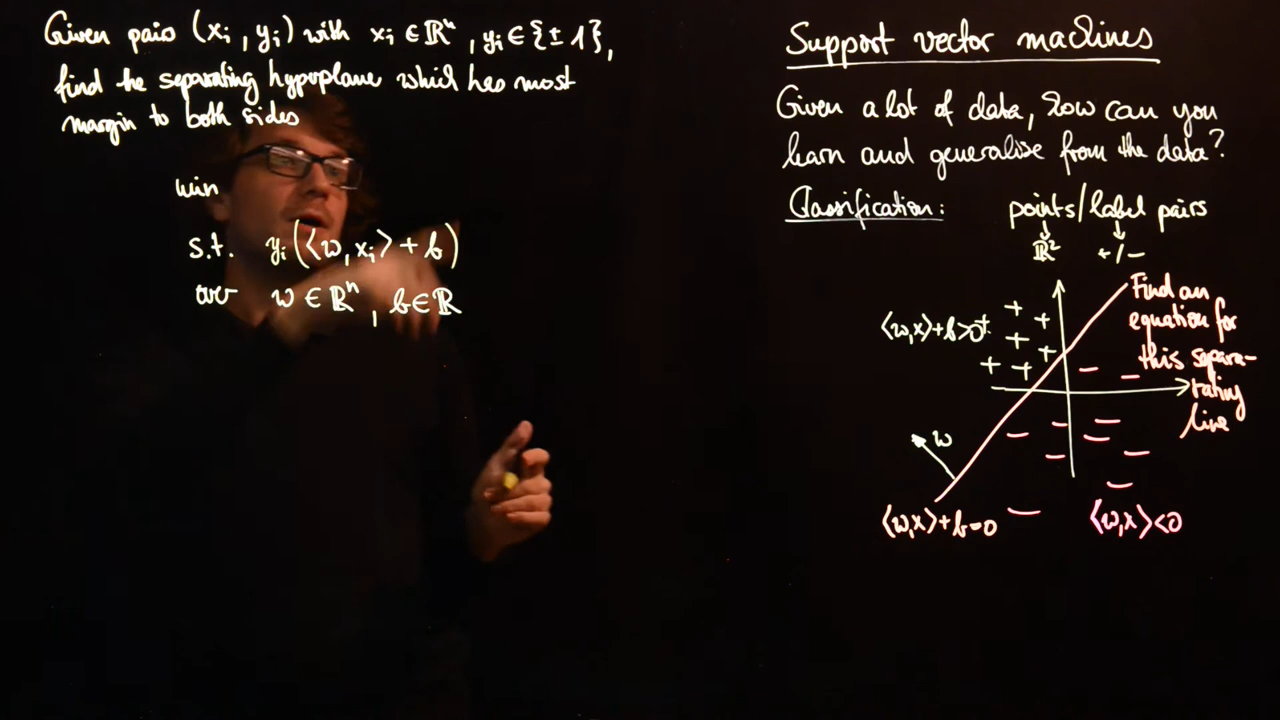 Given pairs (xᵢ, yᵢ) with xᵢ ∈ ℝⁿ, yᵢ ∈ {± 1},
find the separating hyperplane which has most
margin to both sides
min
s.t. yᵢ(⟨w, xᵢ⟩ + b)
over w ∈ ℝⁿ, b ∈ ℝ
Support vector machines
Given a lot of data, how can you
learn and generalise from the data?
Classification: points/label pairs
ℝ² +/−
Find an
equation for
this separa-
rating
line
⟨w,x⟩+b>0
w
⟨w,x⟩+b=0
⟨w,x⟩<0